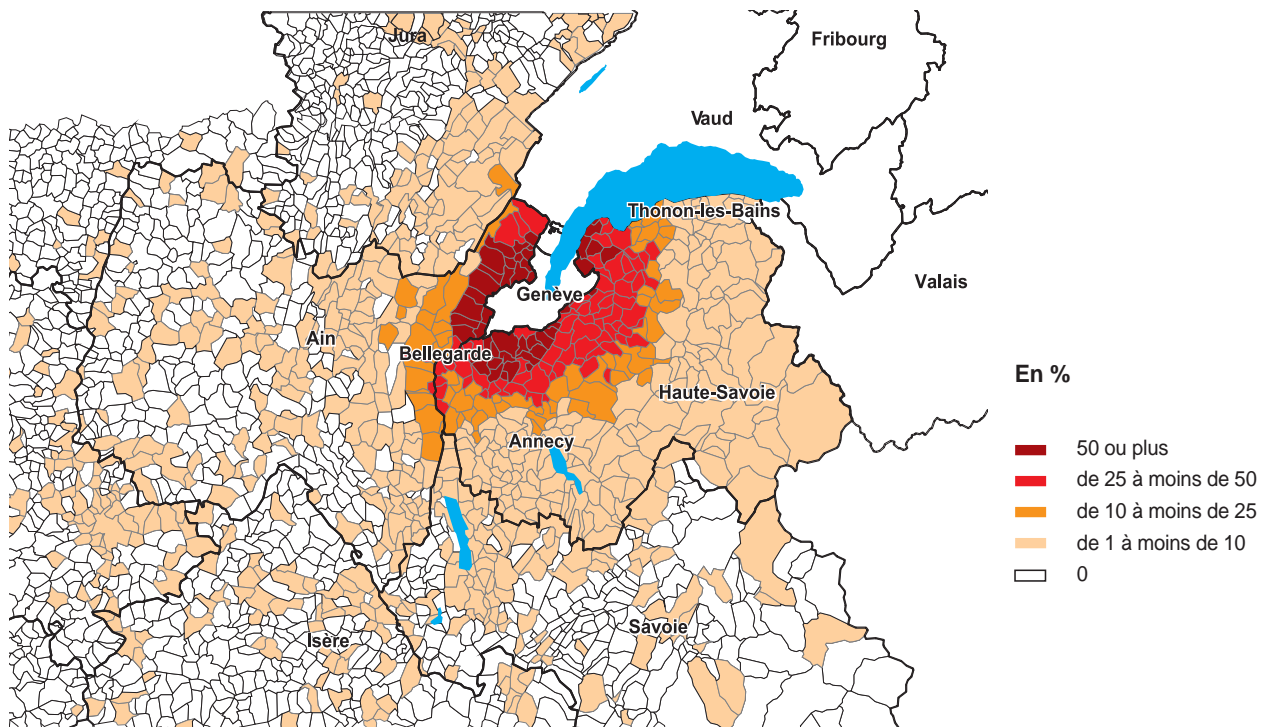 Jura
Fribourg
Vaud
Thonon-les-Bains
Valais
Genève
Ain
Bellegarde
Haute-Savoie
Annecy
Savoie
Isère
En %
50 ou plus
de 25 à moins de 50
de 10 à moins de 25
de 1 à moins de 10
0